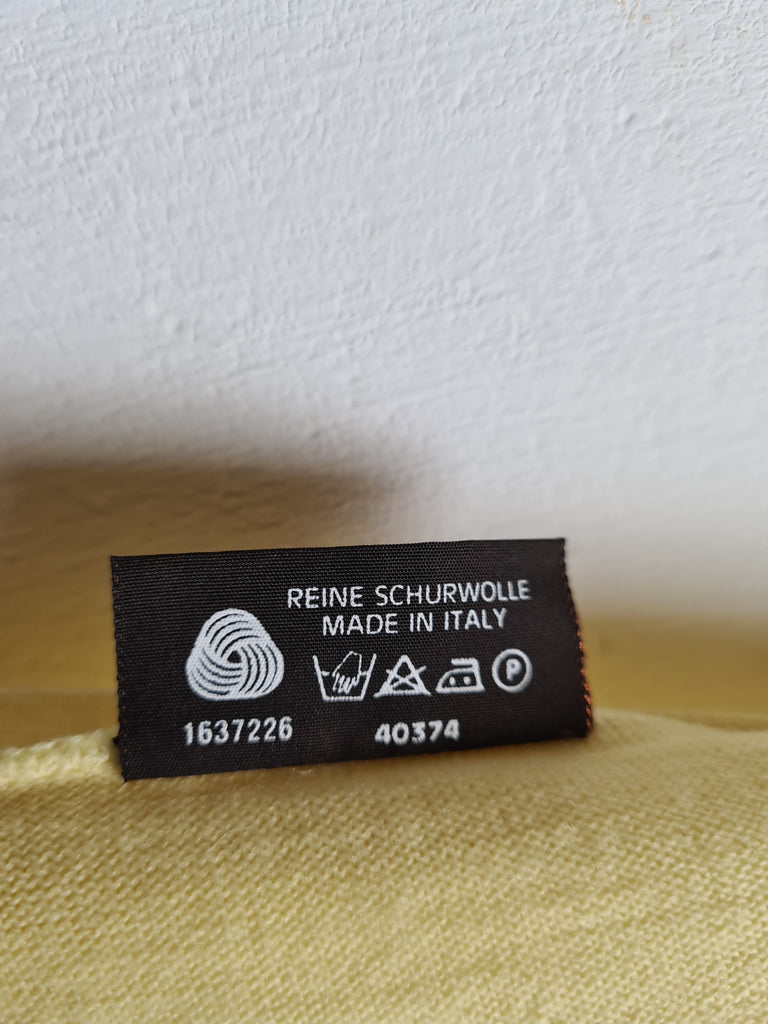 REINE SCHURWOLLE
MADE IN ITALY
P
1637226 40374